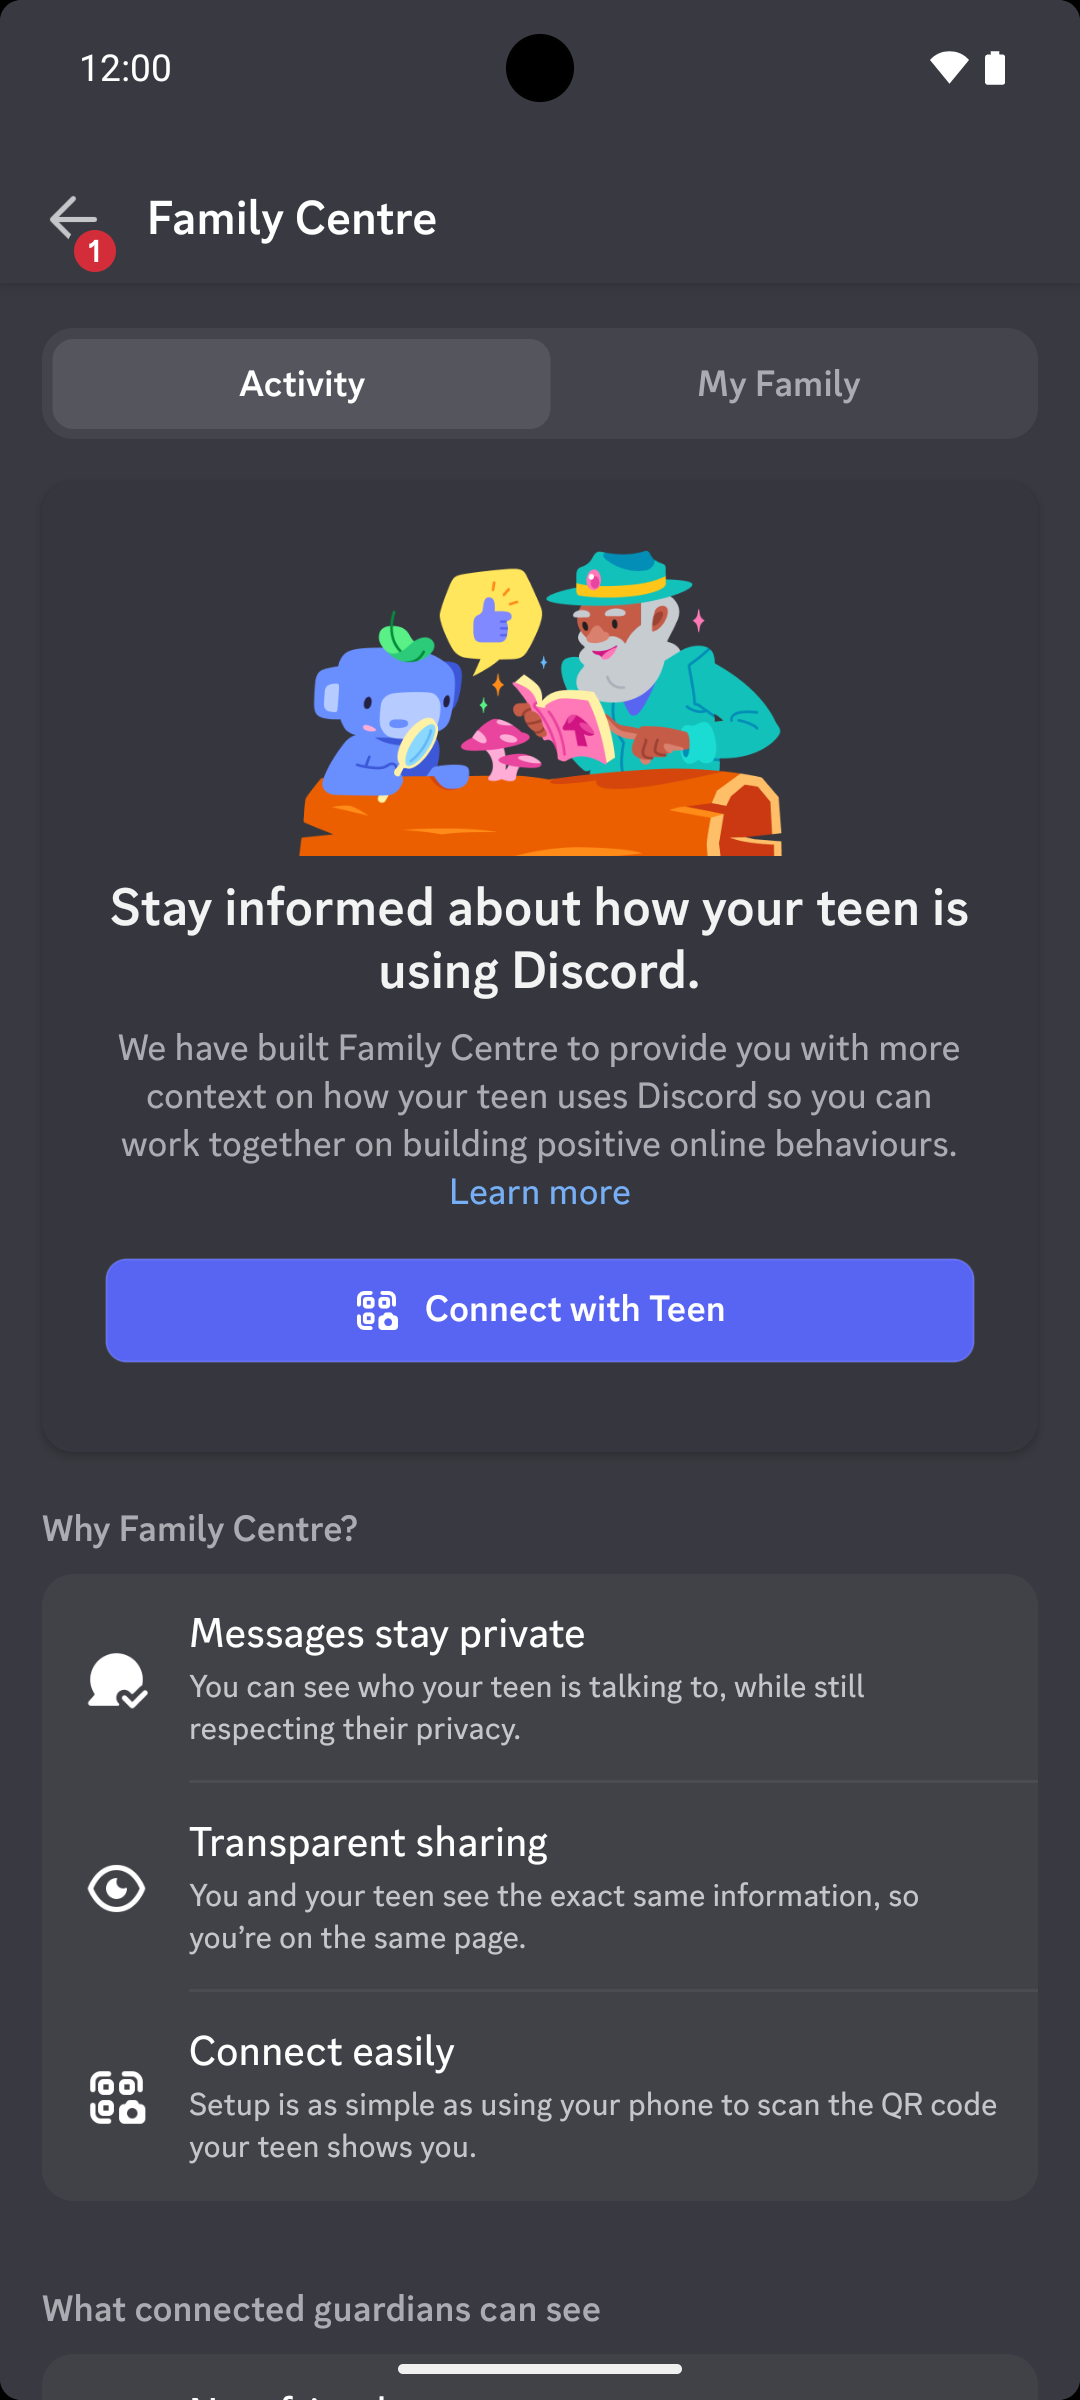 12:00
1
Family Centre
Activity
My Family
Stay informed about how your teen is
using Discord.
We have built Family Centre to provide you with more
context on how your teen uses Discord so you can
work together on building positive online behaviours.
Learn more
Connect with Teen
Why Family Centre?
Messages stay private
You can see who your teen is talking to, while still
respecting their privacy.
Transparent sharing
You and your teen see the exact same information, so
you’re on the same page.
Connect easily
Setup is as simple as using your phone to scan the QR code
your teen shows you.
What connected guardians can see